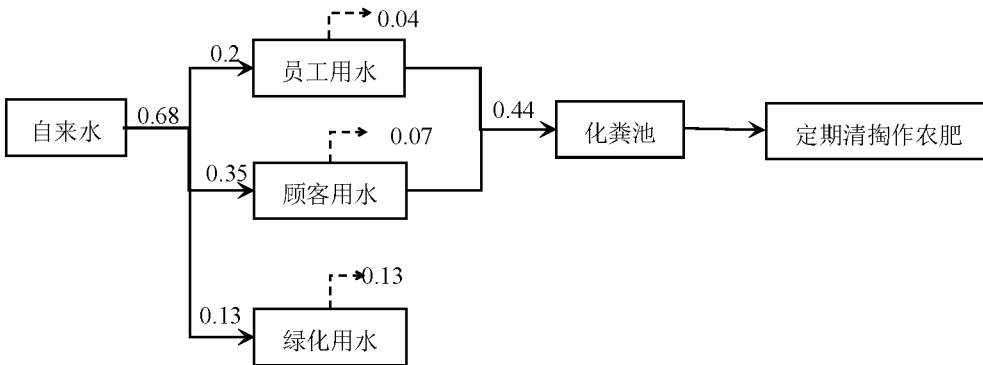 0.04
0.2
员工用水
自来水
0.68
0.44
化粪池
定期清掏作农肥
0.07
0.35
顾客用水
0.13
0.13
绿化用水